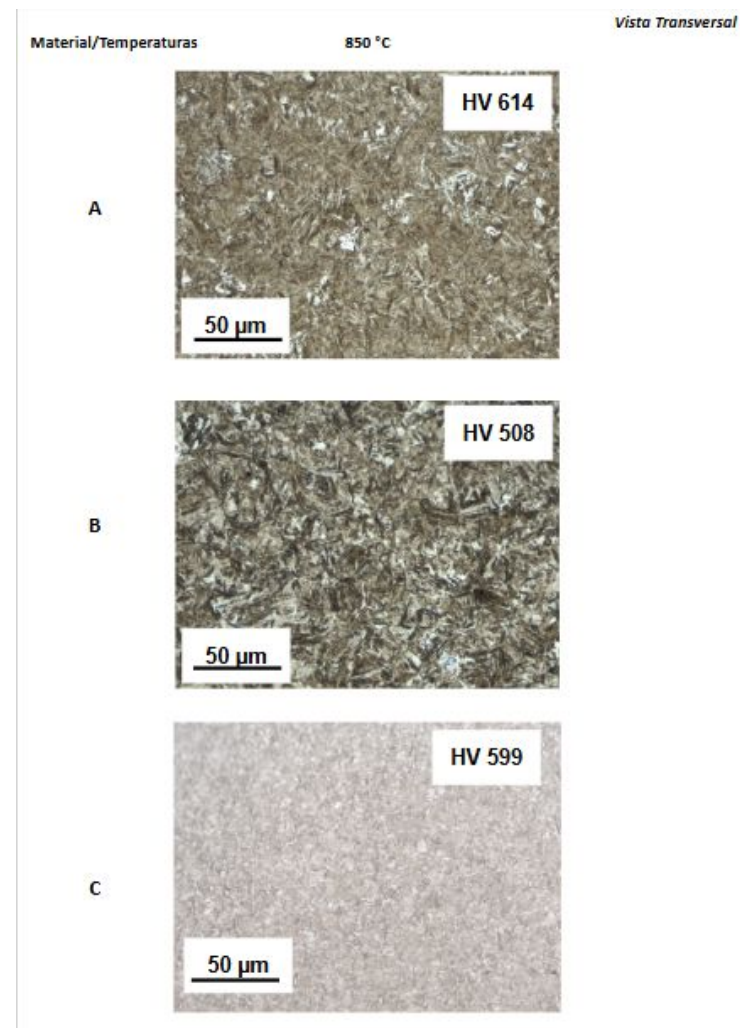 Vista Transversal
Material/Temperaturas 850 °C
HV 614
A
50 µm
HV 508
B
50 µm
HV 599
C
50 µm